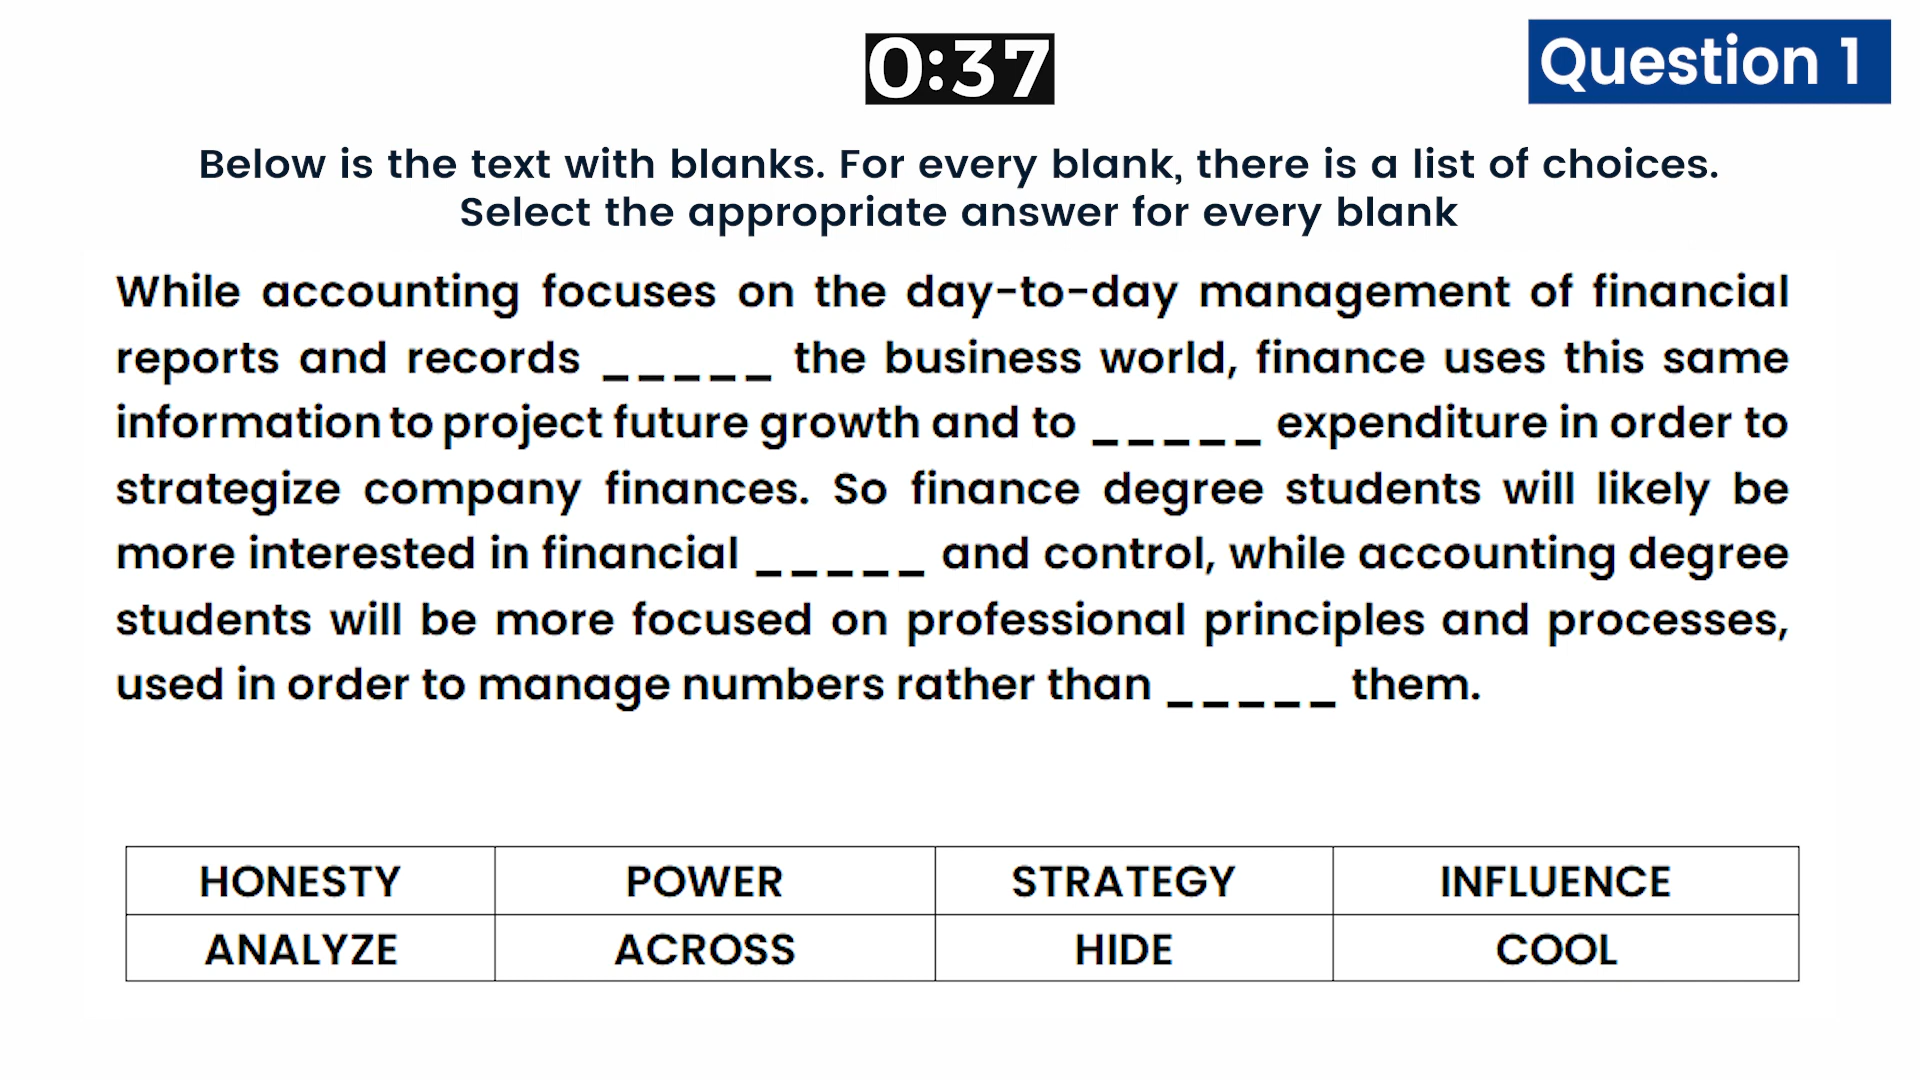 0:37
Question 1
Below is the text with blanks. For every blank, there is a list of choices.
Select the appropriate answer for every blank
While accounting focuses on the day-to-day management of financial
reports and records _____ the business world, finance uses this same
information to project future growth and to _____ expenditure in order to
strategize company finances. So finance degree students will likely be
more interested in financial _____ and control, while accounting degree
students will be more focused on professional principles and processes,
used in order to manage numbers rather than _____ them.
HONESTY POWER STRATEGY INFLUENCE
ANALYZE ACROSS HIDE COOL